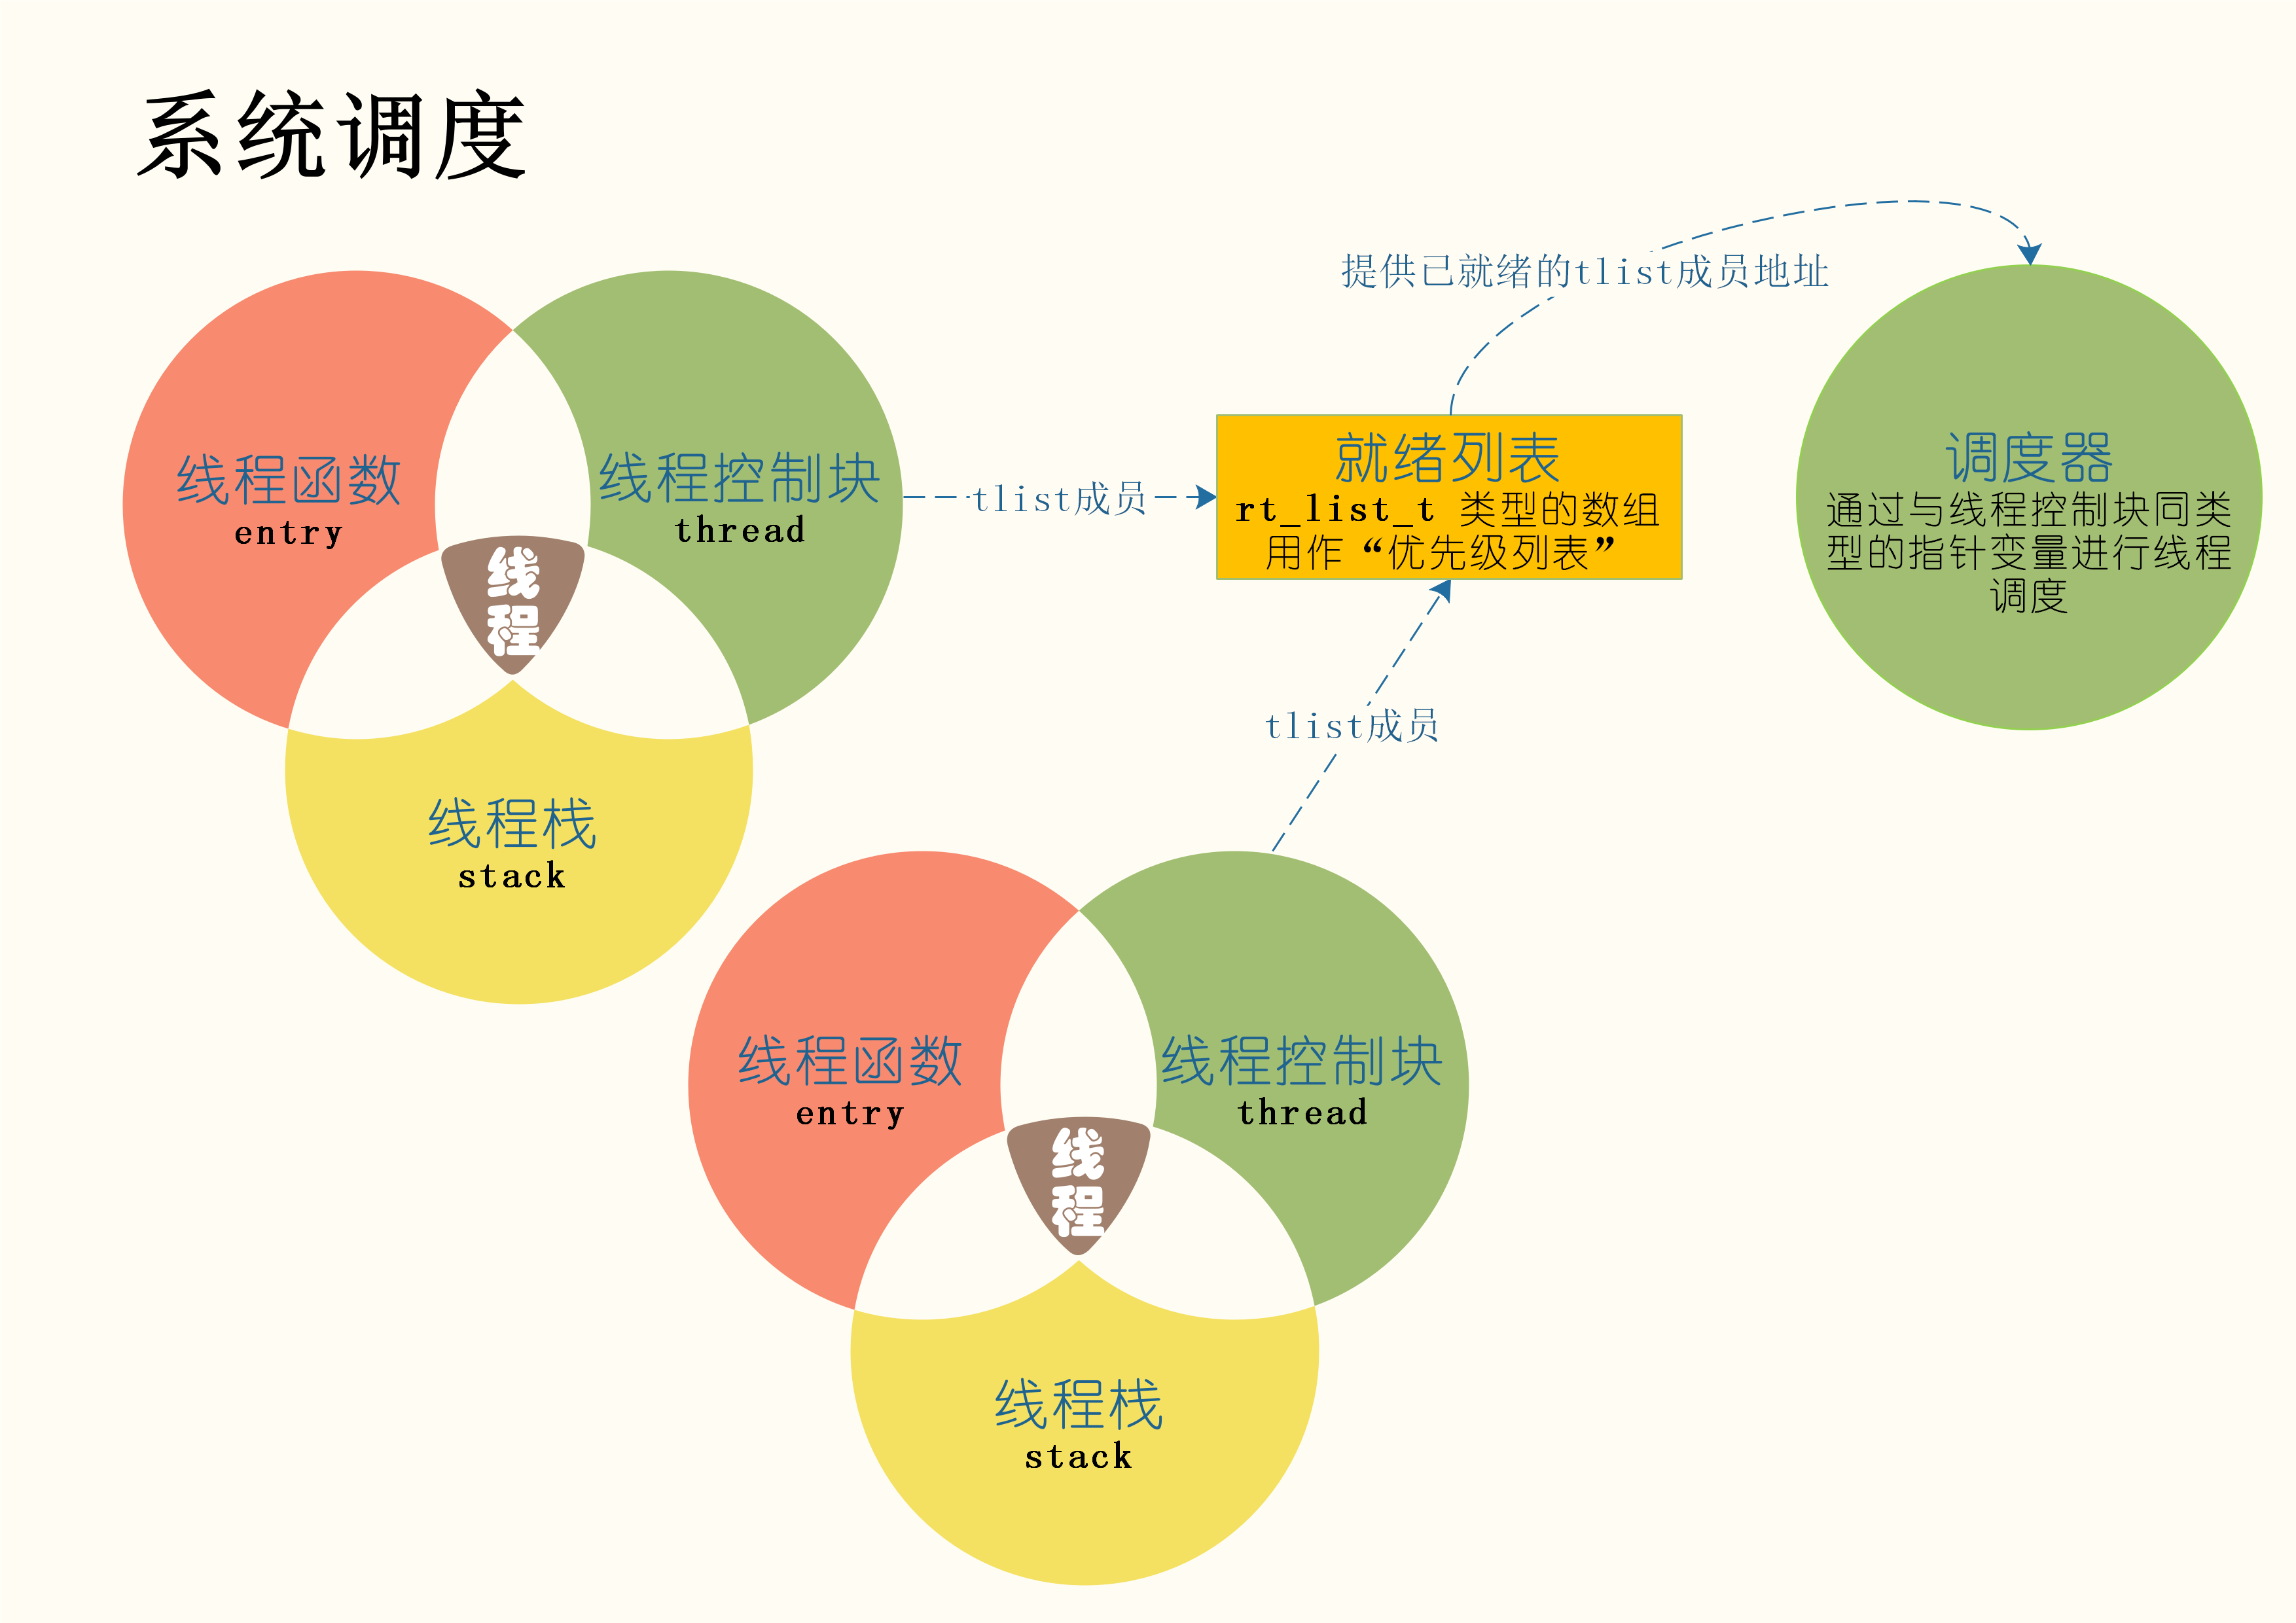 系统调度
线程函数
entry
线程控制块
thread
线
程
线程栈
stack
tlist成员
就绪列表
rt_list_t 类型的数组
用作“优先级列表”
提供已就绪的tlist成员地址
调度器
通过与线程控制块同类
型的指针变量进行线程
调度
tlist成员
线程函数
entry
线程控制块
thread
线
程
线程栈
stack